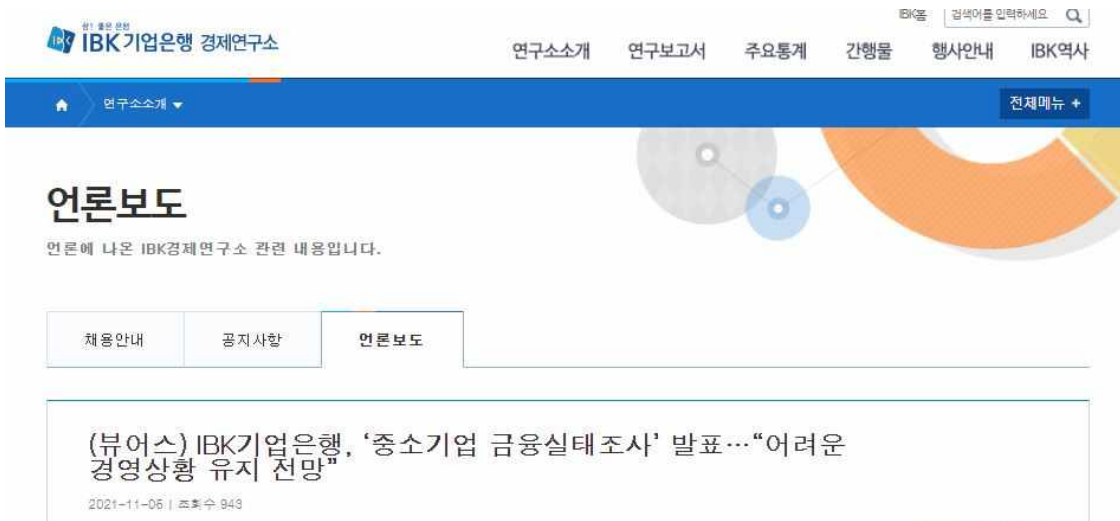 IBK홈 검색어를 입력하세요
참! 좋은 은행
IBK기업은행 경제연구소
연구소소개 연구보고서 주요통계 간행물 행사안내 IBK역사
연구소소개 ▼ 전체메뉴 +
언론보도
언론에 나온 IBK경제연구소 관련 내용입니다.
채용안내 공지사항 언론보도
(뷰어스) IBK기업은행, ‘중소기업 금융실태조사’ 발표…“어려운
경영상황 유지 전망”
2021-11-05 | 조회수 943